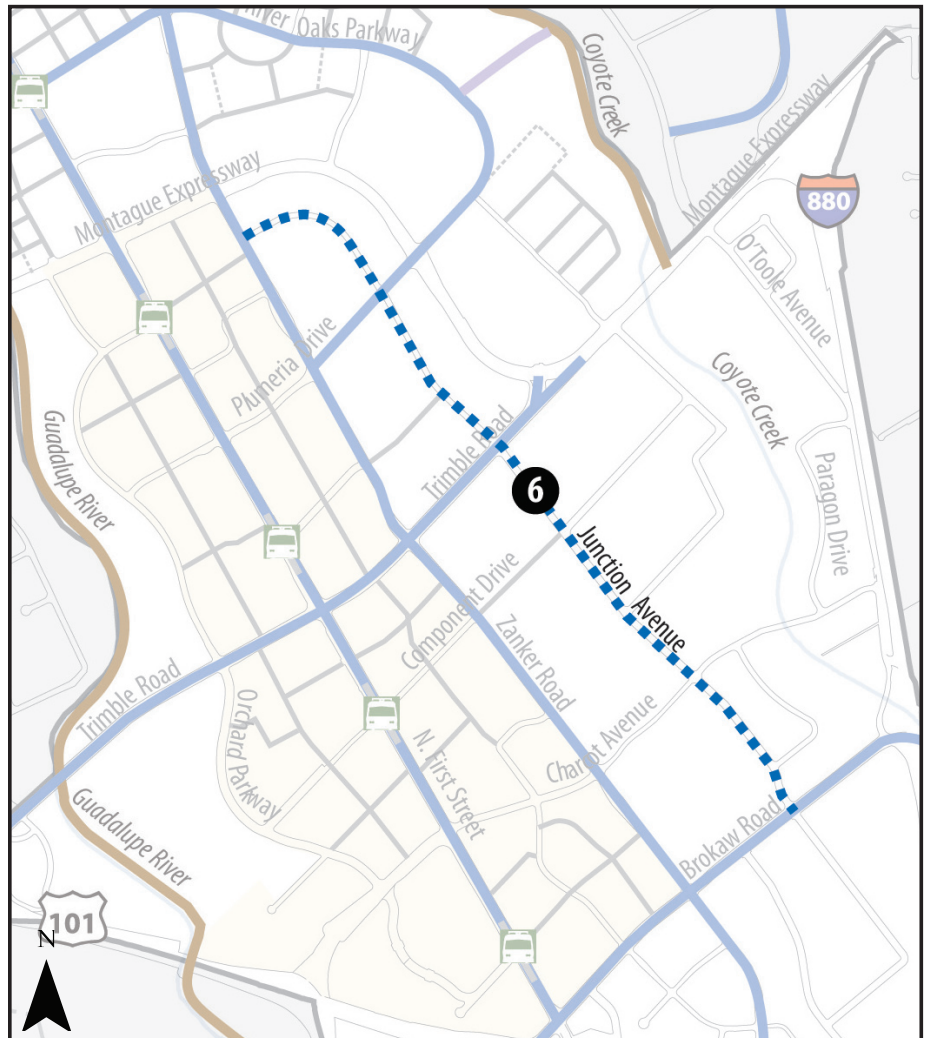 River Oaks Parkway
Coyote Creek
Montague Expressway
Montague Expressway
880
O'Toole Avenue
Plumeria Drive
Coyote Creek
Guadalupe River
Trimble Road
6
Paragon Drive
Junction Avenue
Component Drive
Zanker Road
Trimble Road
Orchard Parkway
Charcot Avenue
N. First Street
Guadalupe River
Brokaw Road
101
N